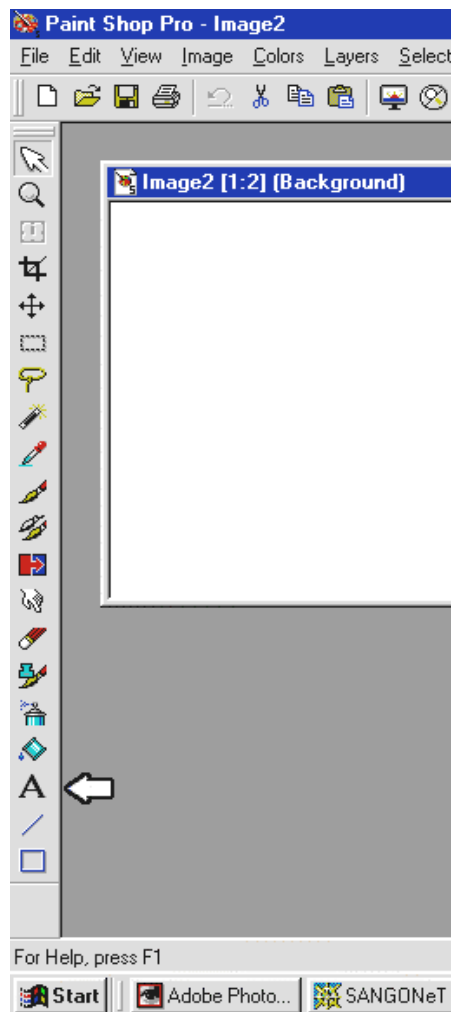 Paint Shop Pro - Image2
File Edit View Image Colors Layers Select
Image2 [1:2] (Background)
A
For Help, press F1
Start Adobe Photo... SANGONeT